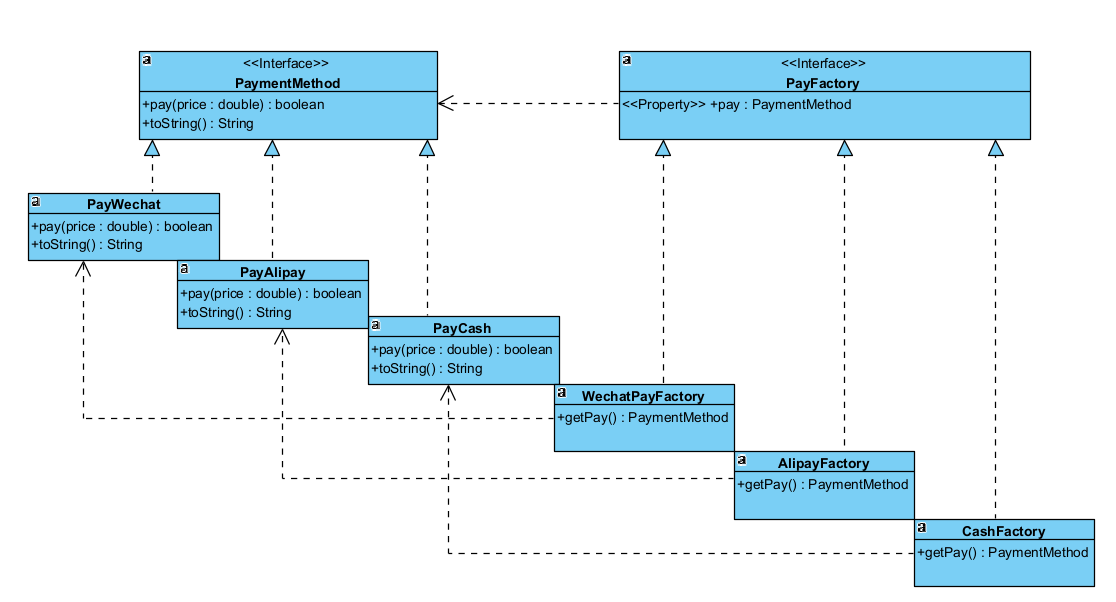 a
<<Interface>>
PaymentMethod
+pay(price : double) : boolean
+toString() : String
a
<<Interface>>
PayFactory
<<Property>> +pay : PaymentMethod
a
PayWechat
+pay(price : double) : boolean
+toString() : String
a
PayAlipay
+pay(price : double) : boolean
+toString() : String
a
PayCash
+pay(price : double) : boolean
+toString() : String
a
WechatPayFactory
+getPay() : PaymentMethod
a
AlipayFactory
+getPay() : PaymentMethod
a
CashFactory
+getPay() : PaymentMethod